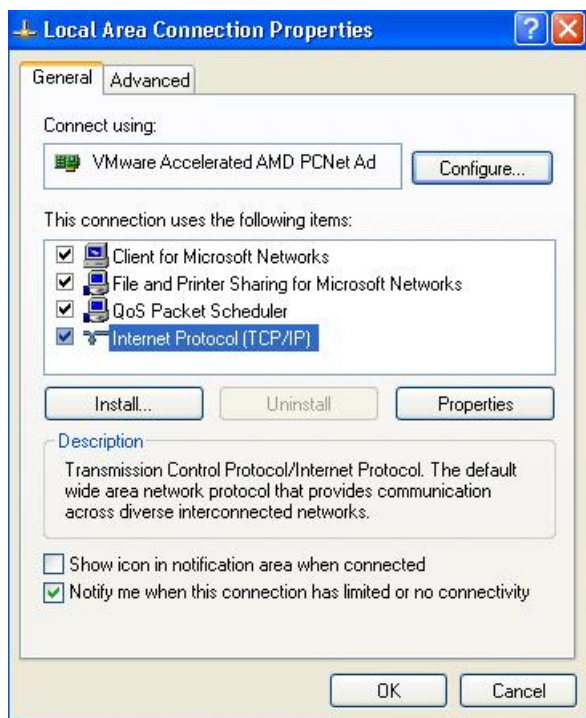 Local Area Connection Properties
General
Advanced
Connect using:
VMware Accelerated AMD PCNet Ad
Configure...
This connection uses the following items:
Client for Microsoft Networks
File and Printer Sharing for Microsoft Networks
QoS Packet Scheduler
Internet Protocol (TCP/IP)
Install...
Uninstall
Properties
Description
Transmission Control Protocol/Internet Protocol. The default
wide area network protocol that provides communication
across diverse interconnected networks.
Show icon in notification area when connected
Notify me when this connection has limited or no connectivity
OK
Cancel